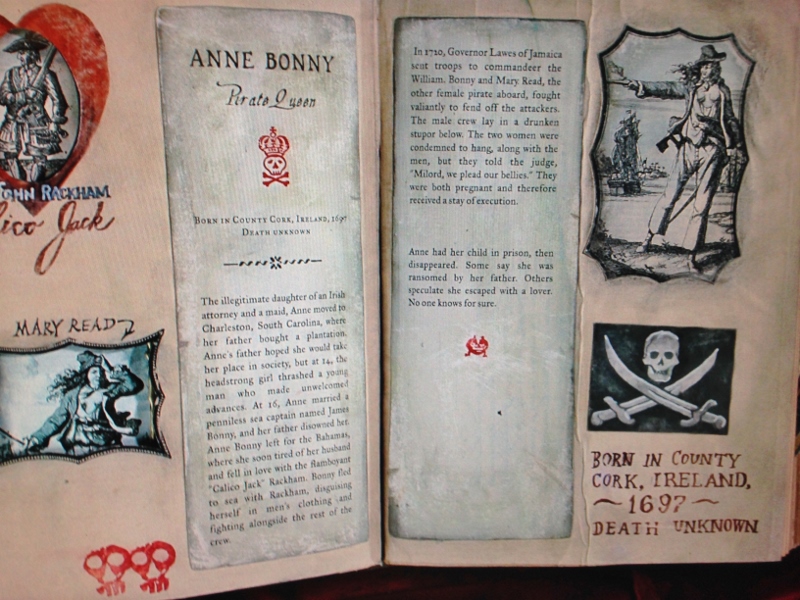 JOHN RACKHAM
lico Jack
MARY READ
ANNE BONNY
Pirate Queen
BORN IN COUNTY CORK, IRELAND, 1697
DEATH UNKNOWN
The illegitimate daughter of an Irish
attorney and a maid, Anne moved to
Charleston, South Carolina, where
her father bought a plantation.
Anne's father hoped she would take
her place in society, but at 14, the
headstrong girl thrashed a young
man who made unwelcomed
advances. At 16, Anne married a
penniless sea captain named James
Bonny, and her father disowned her.
Anne Bonny left for the Bahamas,
where she soon tired of her husband
and fell in love with the flamboyant
"Calico Jack" Rackham. Bonny fled
to sea with Rackham, disguising
herself in men's clothing and
fighting alongside the rest of the
crew.
In 1720, Governor Lawes of Jamaica
sent troops to commandeer the
William. Bonny and Mary Read, the
other female pirate aboard, fought
valiantly to fend off the attackers.
The male crew lay in a drunken
stupor below. The two women were
condemned to hang, along with the
men, but they told the judge,
"Milord, we plead our bellies." They
were both pregnant and therefore
received a stay of execution.
Anne had her child in prison, then
disappeared. Some say she was
ransomed by her father. Others
speculate she escaped with a lover.
No one knows for sure.
BORN IN COUNTY
CORK, IRELAND,
~1697~
DEATH UNKNOWN